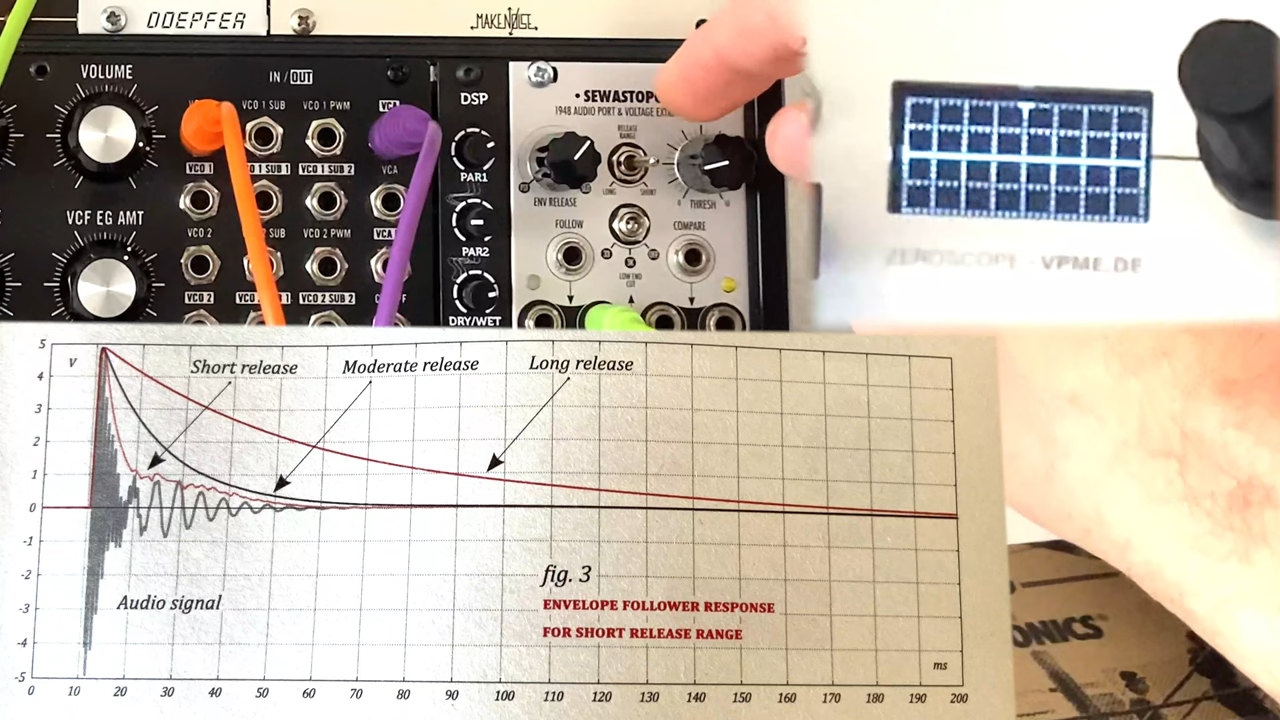 DOEPFER
MAKENOISE
VOLUME
IN / OUT
VCO 1 SUB
VCO 1 PWM
VCA
DSP
• SEWASTOPO
1948 AUDIO PORT & VOLTAGE
RELEASE RANGE
VCO 1
VCO 1 SUB 1
VCO 1 SUB 2
VCA
PAR1
LONG
SHORT
ENV RELEASE
0
THRESH
VCF EG AMT
VCO 2
SUB
VCO 2 PWM
VCA
PAR2
FOLLOW
COMPARE
LOW END CUT
VCO 2
VCO 2 SUB 2
DRY/WET
ZEROSCOPE - VPME.DE
5
v
4
3
2
1
0
-1
-2
-3
-4
-5
Short release
Moderate release
Long release
fig. 3
ENVELOPE FOLLOWER RESPONSE
FOR SHORT RELEASE RANGE
Audio signal
ms
0 10 20 30 40 50 60 70 80 90 100 110 120 130 140 150 160 170 180 190 200
ONICS